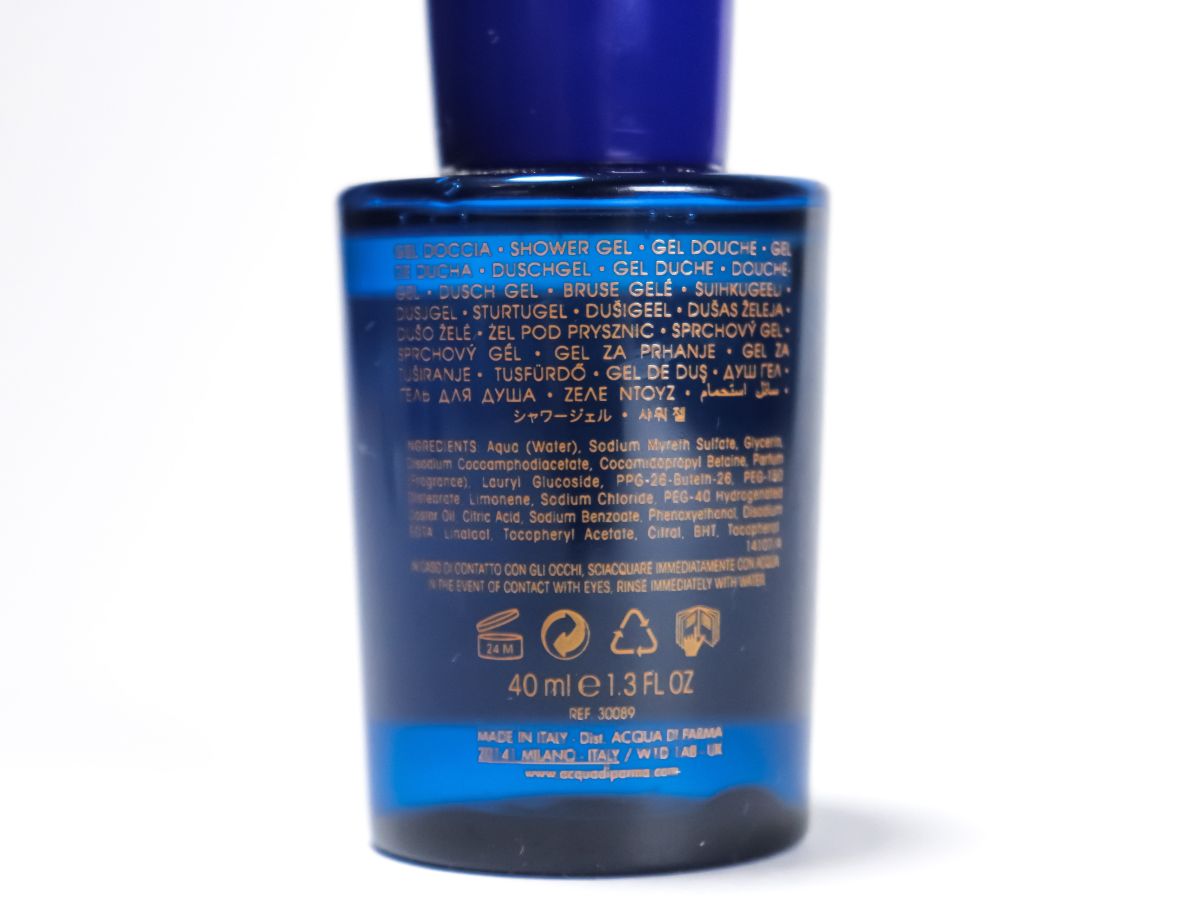 GEL DOCCIA • SHOWER GEL • GEL DOUCHE • GEL
DE DUCHA • DUSCHGEL • GEL DUCHE • DOUCHE-
GEL • DUSCH GEL • BRUSE GELÉ • SUIHKUGEELI •
DUSJGEL • STURTUGEL • DUŠIGEEL • DUŠAS ŽELEJA •
DUŠO ŽELĖ • ŻEL POD PRYSZNIC • SPRCHOVÝ GEL •
SPRCHOVÝ GÉL • GEL ZA PRHANJE • GEL ZA
TUŠIRANJE • TUSFÜRDŐ • GEL DE DUŞ • ДУШ ГЕЛ •
ГЕЛЬ ДЛЯ ДУША • ΖΕΛΕ ΝΤΟΥΖ • سائل استحمام •
シャワージェル • 샤워 젤
INGREDIENTS: Aqua (Water), Sodium Myreth Sulfate, Glycerin,
Disodium Cocoamphodiacetate, Cocamidopropyl Betaine, Parfum
(Fragrance), Lauryl Glucoside, PPG-26-Buteth-26, PEG-150
Distearate, Limonene, Sodium Chloride, PEG-40 Hydrogenated
Castor Oil, Citric Acid, Sodium Benzoate, Phenoxyethanol, Disodium
EDTA, Linalool, Tocopheryl Acetate, Citral, BHT, Tocopherol.
14107/4
IN CASO DI CONTATTO CON GLI OCCHI, SCIACQUARE IMMEDIATAMENTE CON ACQUA
IN THE EVENT OF CONTACT WITH EYES, RINSE IMMEDIATELY WITH WATER
24 M
40 ml e 1.3 FL OZ
REF. 30089
MADE IN ITALY - Dist. ACQUA DI PARMA
20141 MILANO - ITALY / W1D 1AB - UK
www.acquadiparma.com